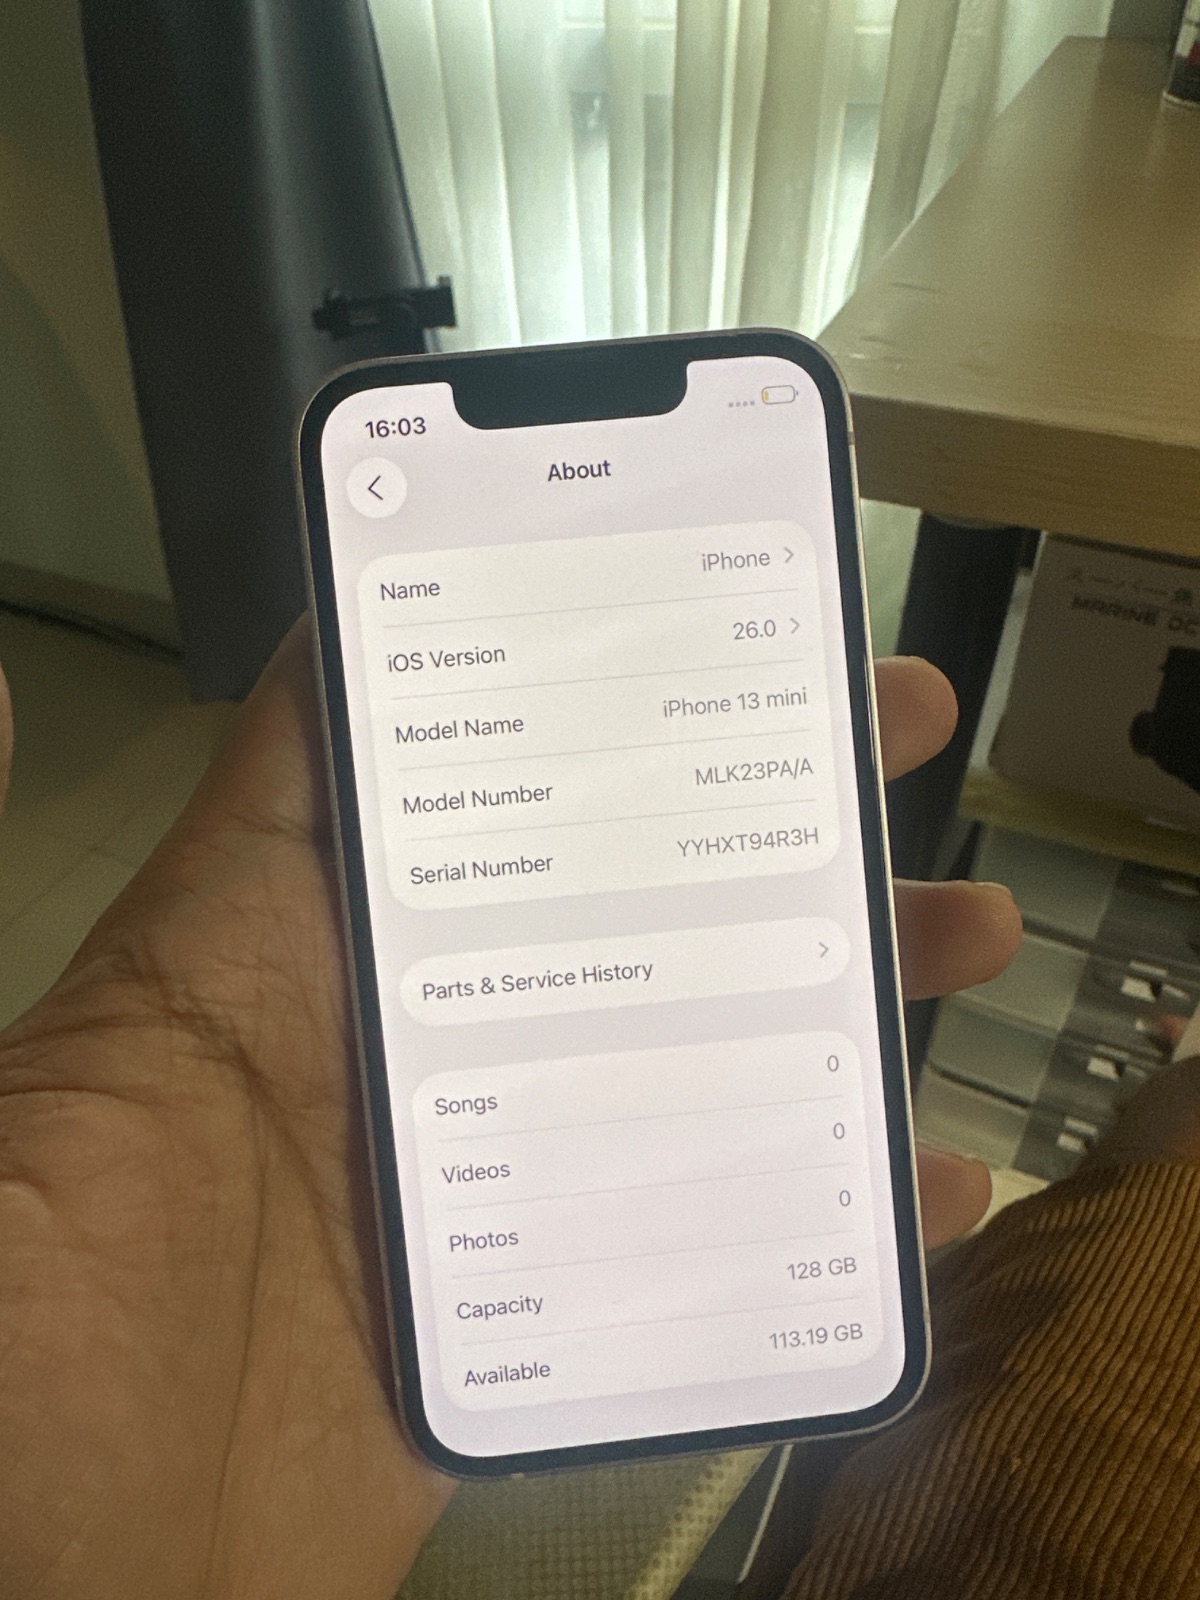 16:03
About
Name iPhone
iOS Version 26.0
Model Name iPhone 13 mini
Model Number MLK23PA/A
Serial Number YYHXT94R3H
Parts & Service History
Songs 0
Videos 0
Photos 0
Capacity 128 GB
Available 113.19 GB
MARINE